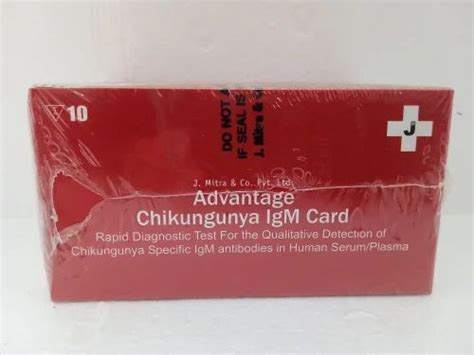 10
DO NOT
IF SEAL IS
J. Mitra &
J
J. Mitra & Co. Pvt. Ltd.
Advantage
Chikungunya IgM Card
Rapid Diagnostic Test For the Qualitative Detection of
Chikungunya Specific IgM antibodies in Human Serum/Plasma